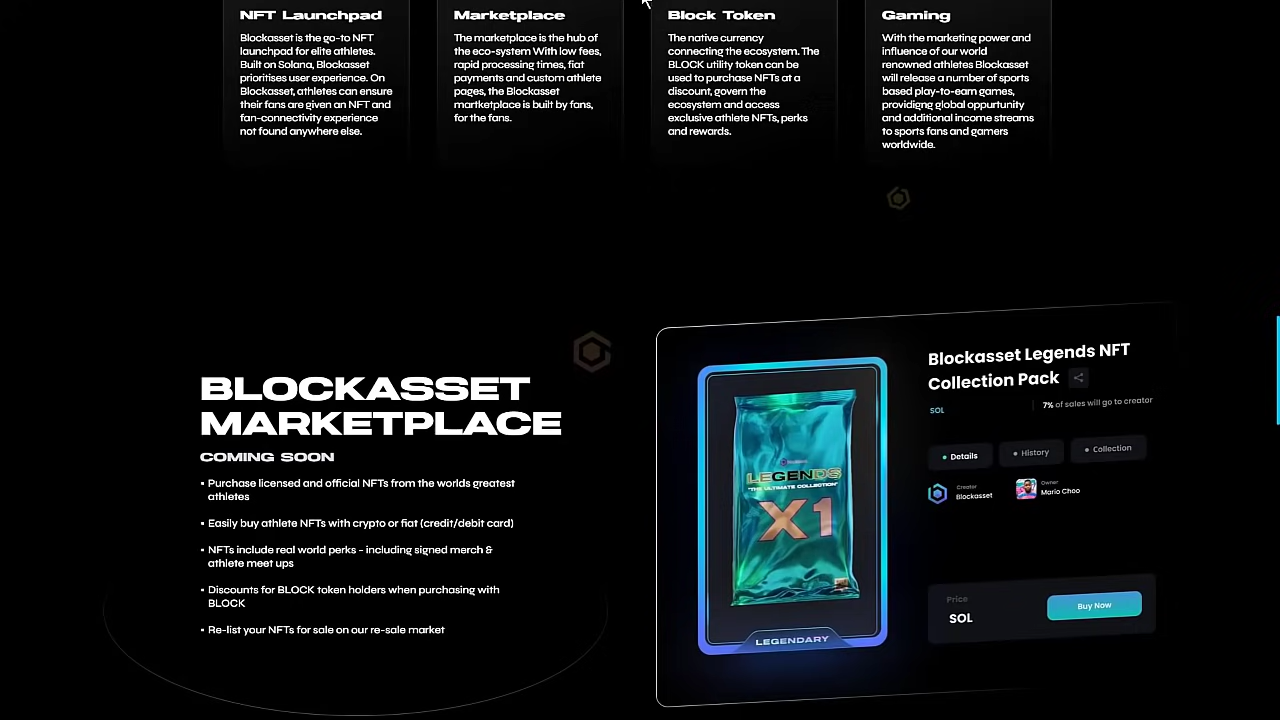 NFT Launchpad
Blockasset is the go-to NFT
launchpad for elite athletes.
Built on Solana, Blockasset
prioritises user experience. On
Blockasset, athletes can ensure
their fans are given an NFT and
fan-connectivity experience
not found anywhere else.
Marketplace
The marketplace is the hub of
the eco-system With low fees,
rapid processing times, fiat
payments and custom athlete
pages, the Blockasset
martketplace is built by fans,
for the fans.
Block Token
The native currency
connecting the ecosystem. The
BLOCK utility token can be
used to purchase NFTs at a
discount, govern the
ecosystem and access
exclusive athlete NFTs, perks
and rewards.
Gaming
With the marketing power and
influence of our world
renowned athletes Blockasset
will release a number of sports
based play-to-earn games,
providigng global oppurtunity
and additional income streams
to sports fans and gamers
worldwide.
BLOCKASSET
MARKETPLACE
COMING SOON
▪ Purchase licensed and official NFTs from the worlds greatest
athletes
▪ Easily buy athlete NFTs with crypto or fiat (credit/debit card)
▪ NFTs include real world perks - including signed merch &
athlete meet ups
▪ Discounts for BLOCK token holders when purchasing with
BLOCK
▪ Re-list your NFTs for sale on our re-sale market
LEGENDS
"THE ULTIMATE COLLECTION"
X1
LEGENDARY
Blockasset Legends NFT
Collection Pack
SOL
7% of sales will go to creator
Details
History
Collection
Creator
Blockasset
Owner
Mario Choo
Price
SOL
Buy Now